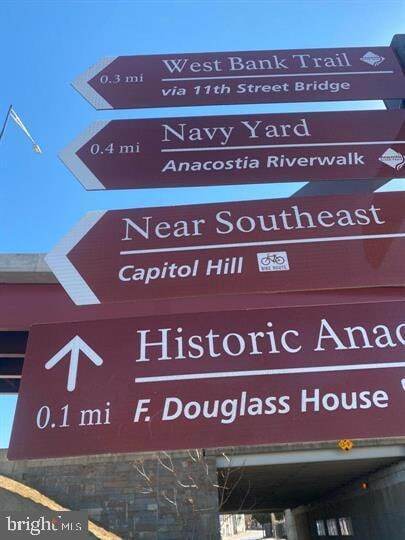 0.3 mi West Bank Trail
via 11th Street Bridge
0.4 mi Navy Yard
Anacostia Riverwalk
Near Southeast
Capitol Hill
BIKE ROUTE
Historic Anac
0.1 mi F. Douglass House
bright MLS